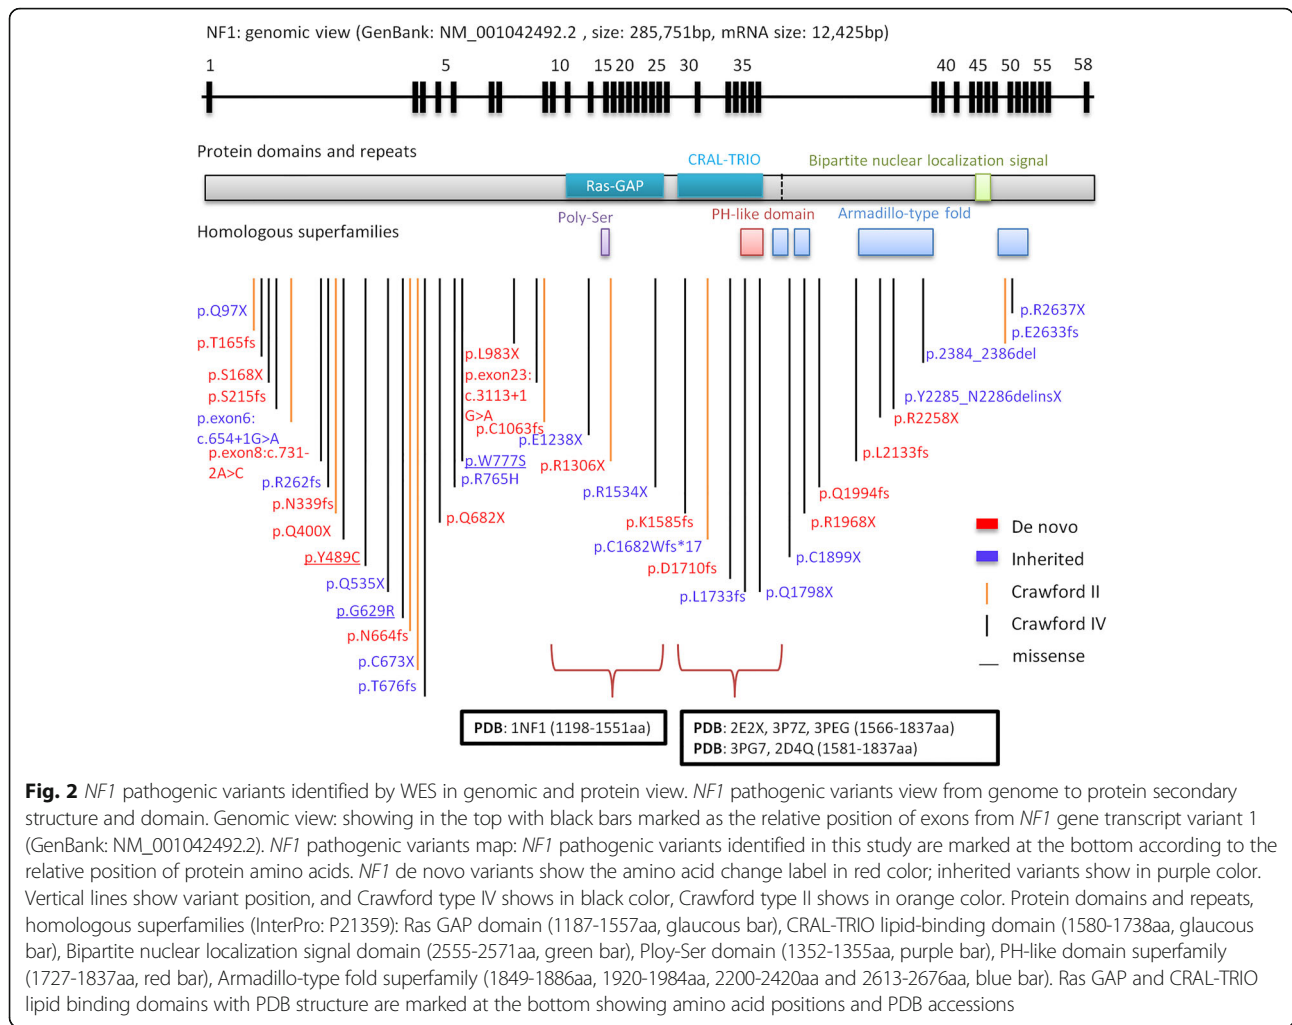 NF1: genomic view (GenBank: NM_001042492.2 , size: 285,751bp, mRNA size: 12,425bp)
1 5 10 15 20 25 30 35 40 45 50 55 58
Protein domains and repeats
CRAL-TRIO
Bipartite nuclear localization signal
Ras-GAP
Poly-Ser
PH-like domain
Armadillo-type fold
Homologous superfamilies
p.Q97X
p.T165fs
p.S168X
p.S215fs
p.exon6:
c.654+1G>A
p.exon8:c.731-
2A>C
p.R262fs
p.N339fs
p.Q400X
p.Y489C
p.Q535X
p.G629R
p.N664fs
p.C673X
p.T676fs
p.Q682X
p.R765H
p.W777S
p.L983X
p.exon23:
c.3113+1
G>A
p.C1063fs
p.E1238X
p.R1306X
p.R1534X
p.K1585fs
p.C1682Wfs*17
p.D1710fs
p.L1733fs
p.Q1798X
p.C1899X
p.R1968X
p.Q1994fs
p.L2133fs
p.R2258X
p.Y2285_N2286delinsX
p.2384_2386del
p.E2633fs
p.R2637X
De novo
Inherited
Crawford II
Crawford IV
missense
PDB: 1NF1 (1198-1551aa)
PDB: 2E2X, 3P7Z, 3PEG (1566-1837aa)
PDB: 3PG7, 2D4Q (1581-1837aa)
Fig. 2 NF1 pathogenic variants identified by WES in genomic and protein view. NF1 pathogenic variants view from genome to protein secondary
structure and domain. Genomic view: showing in the top with black bars marked as the relative position of exons from NF1 gene transcript variant 1
(GenBank: NM_001042492.2). NF1 pathogenic variants map: NF1 pathogenic variants identified in this study are marked at the bottom according to the
relative position of protein amino acids. NF1 de novo variants show the amino acid change label in red color; inherited variants show in purple color.
Vertical lines show variant position, and Crawford type IV shows in black color, Crawford type II shows in orange color. Protein domains and repeats,
homologous superfamilies (InterPro: P21359): Ras GAP domain (1187-1557aa, glaucous bar), CRAL-TRIO lipid-binding domain (1580-1738aa, glaucous
bar), Bipartite nuclear localization signal domain (2555-2571aa, green bar), Ploy-Ser domain (1352-1355aa, purple bar), PH-like domain superfamily
(1727-1837aa, red bar), Armadillo-type fold superfamily (1849-1886aa, 1920-1984aa, 2200-2420aa and 2613-2676aa, blue bar). Ras GAP and CRAL-TRIO
lipid binding domains with PDB structure are marked at the bottom showing amino acid positions and PDB accessions